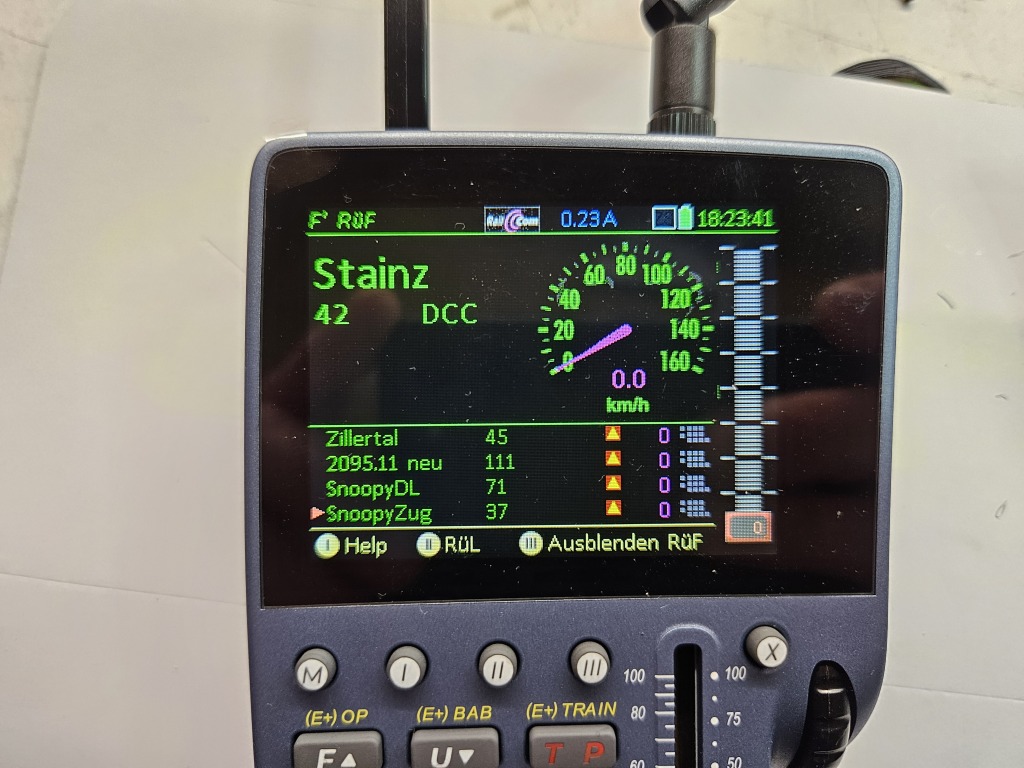 F' RüF RailCom 0.23A 18:23:41
Stainz
42 DCC
0 20 40 60 80 100 120 140 160
0.0
km/h
Zillertal 45 0
2095.11 neu 111 0
SnoopyDL 71 0
SnoopyZug 37 0
0
I Help II RüL III Ausblenden RüF
M I II III X
100 100
(E+) OP (E+) BAB (E+) TRAIN
80 75
F▲ U▼ T P
60 50